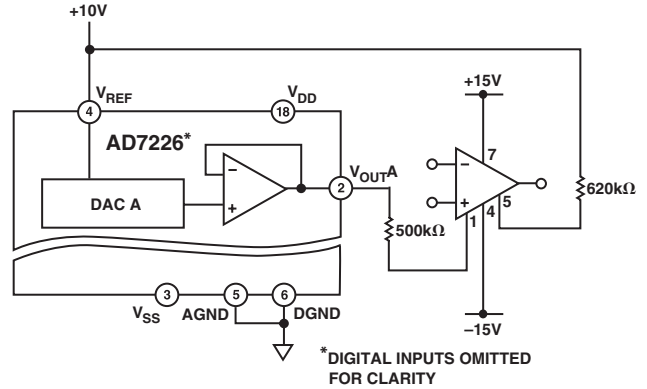 +10V
+15V
V_REF
V_DD
4
18
AD7226*
7
V_OUTA
−
−
DAC A
2
620kΩ
+
+
5
4
1
500kΩ
3
5
6
V_SS
AGND
DGND
−15V
*DIGITAL INPUTS OMITTED
FOR CLARITY